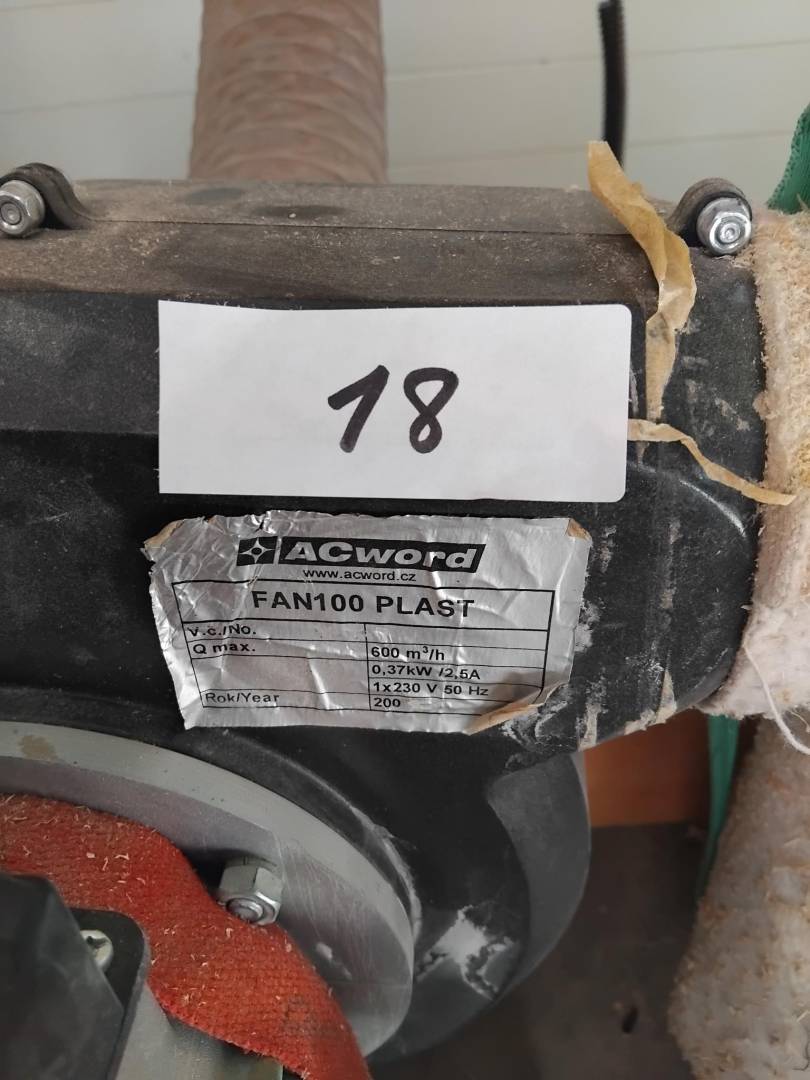 18
ACword
www.acword.cz
FAN100 PLAST
V.c./No.
Q max. 600 m³/h
0,37kW /2,5A
1x230 V 50 Hz
Rok/Year 200